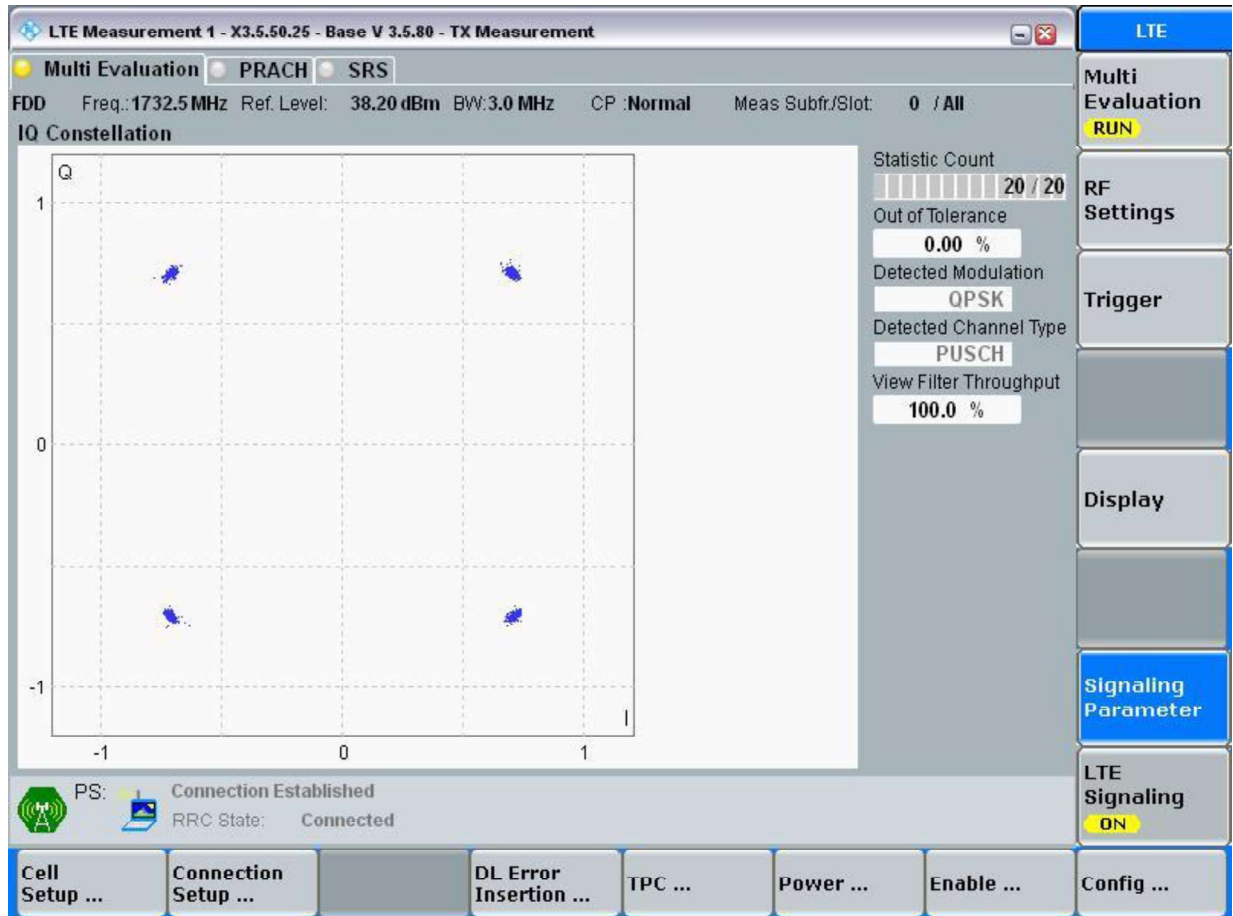 LTE Measurement 1 - X3.5.50.25 - Base V 3.5.80 - TX Measurement
LTE
Multi Evaluation PRACH SRS
FDD Freq.: 1732.5 MHz Ref. Level: 38.20 dBm BW: 3.0 MHz CP : Normal Meas Subfr./Slot: 0 / All
IQ Constellation
Q
1
0
-1
-1 0 1
I
Statistic Count
20 / 20
Out of Tolerance
0.00 %
Detected Modulation
QPSK
Detected Channel Type
PUSCH
View Filter Throughput
100.0 %
Multi
Evaluation
RUN
RF
Settings
Trigger
Display
Signaling
Parameter
LTE
Signaling
ON
PS: Connection Established
RRC State: Connected
Cell
Setup ...
Connection
Setup ...
DL Error
Insertion ...
TPC ...
Power ...
Enable ...
Config ...